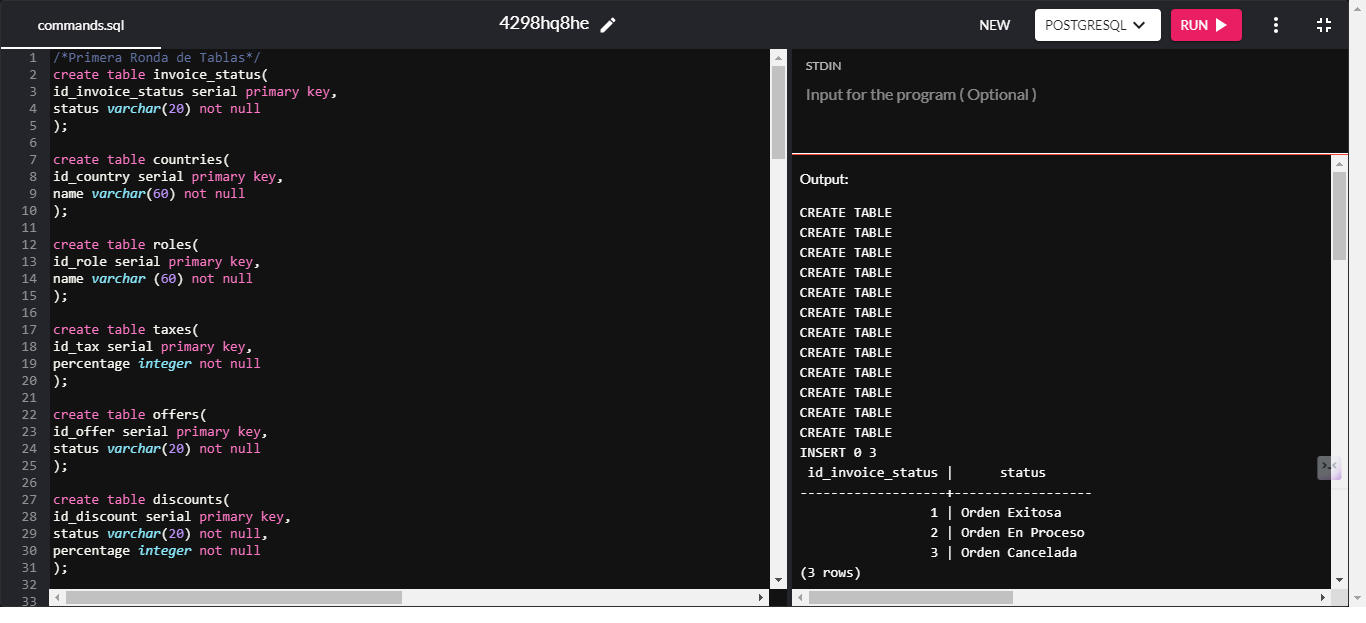 commands.sql
4298hq8he
NEW
POSTGRESQL
RUN
1 /*Primera Ronda de Tablas*/
2 create table invoice_status(
3 id_invoice_status serial primary key,
4 status varchar(20) not null
5 );
6
7 create table countries(
8 id_country serial primary key,
9 name varchar(60) not null
10 );
11
12 create table roles(
13 id_role serial primary key,
14 name varchar (60) not null
15 );
16
17 create table taxes(
18 id_tax serial primary key,
19 percentage integer not null
20 );
21
22 create table offers(
23 id_offer serial primary key,
24 status varchar(20) not null
25 );
26
27 create table discounts(
28 id_discount serial primary key,
29 status varchar(20) not null,
30 percentage integer not null
31 );
32
33
STDIN
Input for the program ( Optional )
Output:
CREATE TABLE
CREATE TABLE
CREATE TABLE
CREATE TABLE
CREATE TABLE
CREATE TABLE
CREATE TABLE
CREATE TABLE
CREATE TABLE
CREATE TABLE
CREATE TABLE
CREATE TABLE
INSERT 0 3
 id_invoice_status |      status
-------------------+------------------
                 1 | Orden Exitosa
                 2 | Orden En Proceso
                 3 | Orden Cancelada
(3 rows)